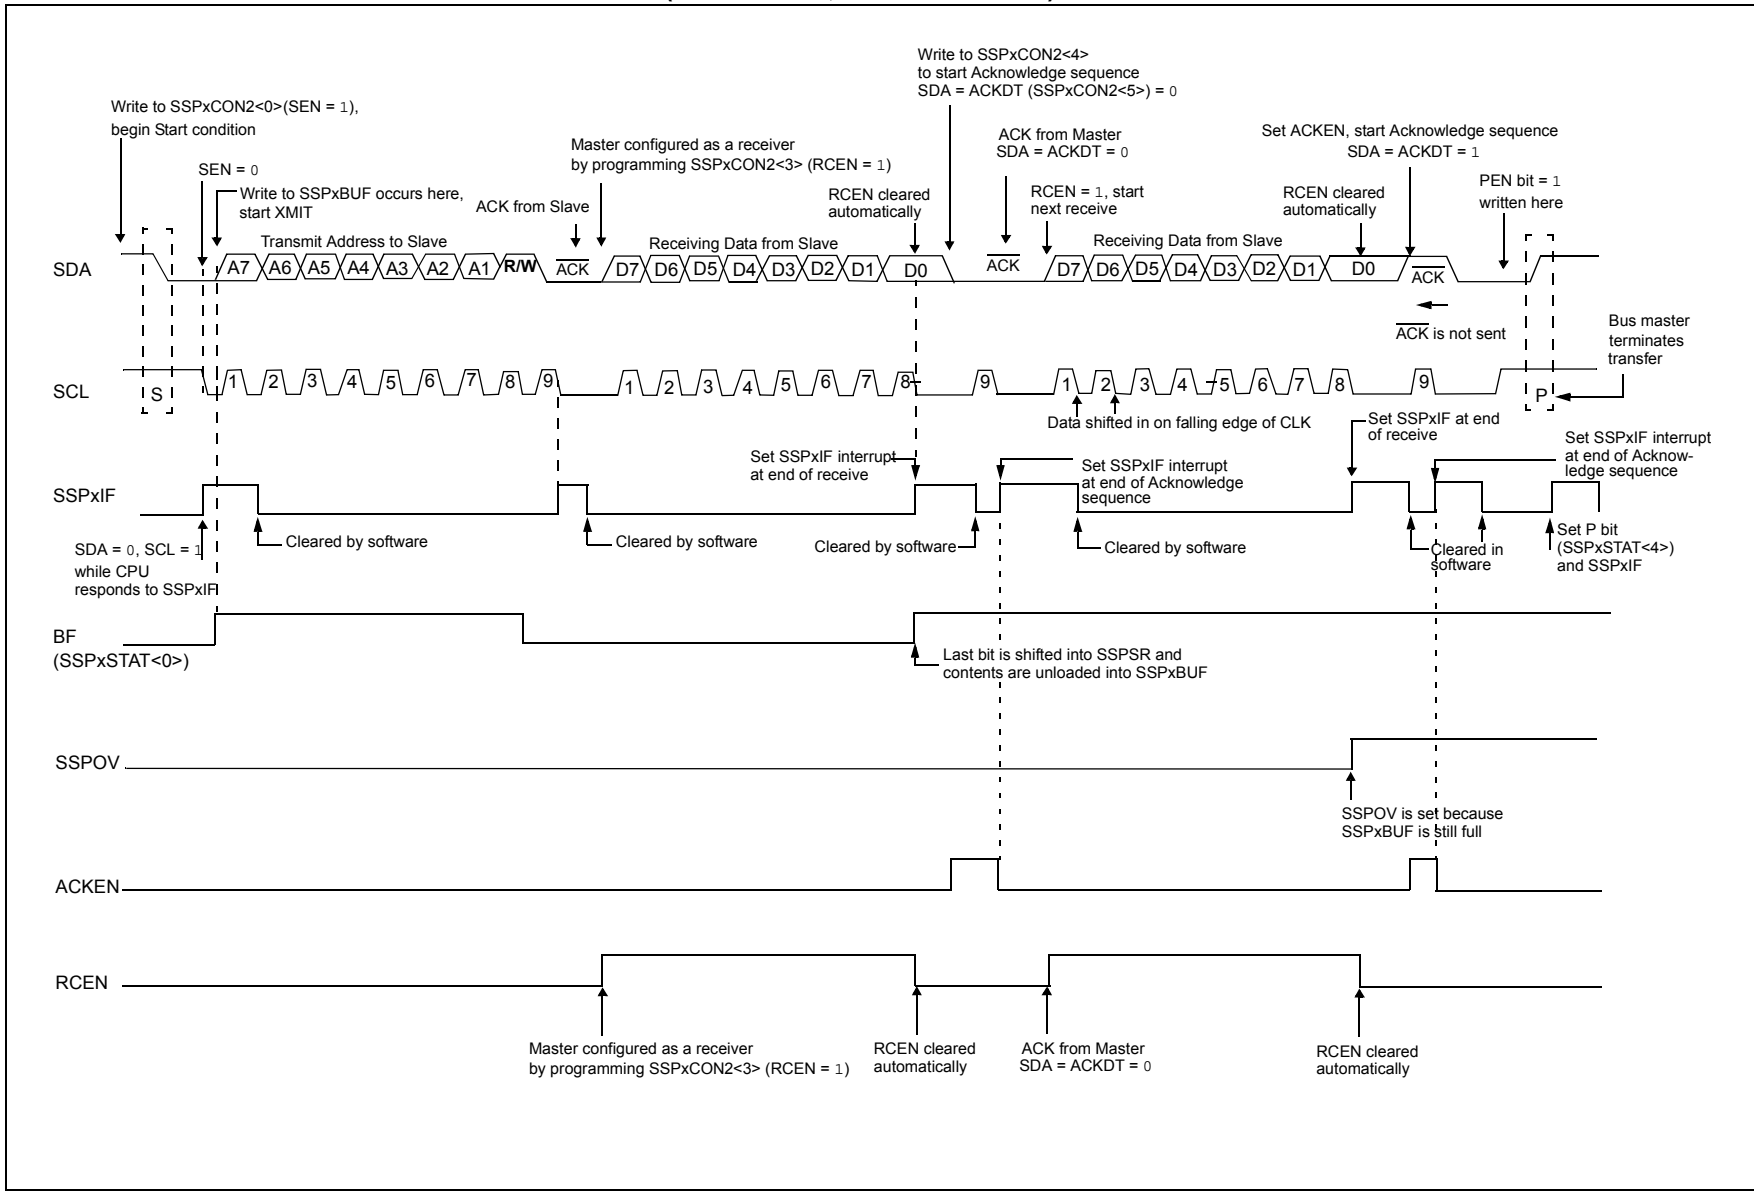 Write to SSPxCON2<4>
to start Acknowledge sequence
SDA = ACKDT (SSPxCON2<5>) = 0
Write to SSPxCON2<0>(SEN = 1),
begin Start condition
Master configured as a receiver
by programming SSPxCON2<3> (RCEN = 1)
ACK from Master
SDA = ACKDT = 0
Set ACKEN, start Acknowledge sequence
SDA = ACKDT = 1
SEN = 0
Write to SSPxBUF occurs here,
start XMIT
ACK from Slave
RCEN cleared
automatically
RCEN = 1, start
next receive
RCEN cleared
automatically
PEN bit = 1
written here
Transmit Address to Slave
Receiving Data from Slave
Receiving Data from Slave
SDA A7 A6 A5 A4 A3 A2 A1 R/W ACK D7 D6 D5 D4 D3 D2 D1 D0 ACK D7 D6 D5 D4 D3 D2 D1 D0 ACK
ACK is not sent
Bus master
terminates
transfer
SCL S 1 2 3 4 5 6 7 8 9 1 2 3 4 5 6 7 8 9 1 2 3 4 5 6 7 8 9 P
Data shifted in on falling edge of CLK
Set SSPxIF at end
of receive
Set SSPxIF interrupt
at end of receive
Set SSPxIF interrupt
at end of Acknowledge
sequence
Set SSPxIF interrupt
at end of Acknow-
ledge sequence
SSPxIF
SDA = 0, SCL = 1
while CPU
responds to SSPxIF
Cleared by software
Cleared by software
Cleared by software
Cleared by software
Cleared in
software
Set P bit
(SSPxSTAT<4>)
and SSPxIF
BF
(SSPxSTAT<0>)
Last bit is shifted into SSPSR and
contents are unloaded into SSPxBUF
SSPOV
SSPOV is set because
SSPxBUF is still full
ACKEN
RCEN
Master configured as a receiver
by programming SSPxCON2<3> (RCEN = 1)
RCEN cleared
automatically
ACK from Master
SDA = ACKDT = 0
RCEN cleared
automatically